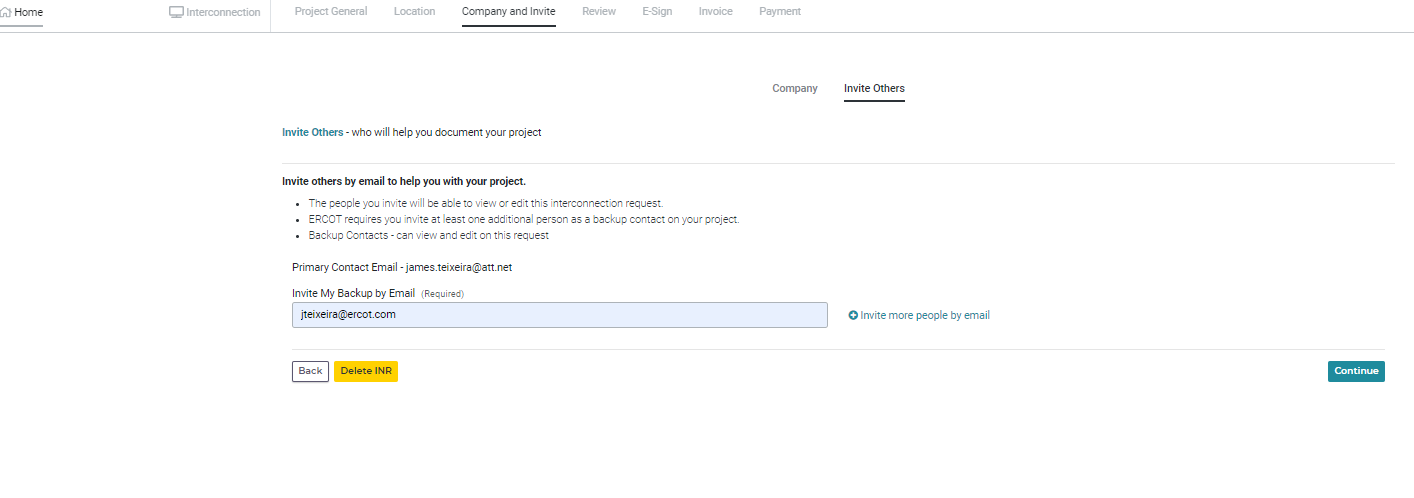 Home
Interconnection
Project General Location Company and Invite Review E-Sign Invoice Payment
Company Invite Others
Invite Others - who will help you document your project
Invite others by email to help you with your project.
• The people you invite will be able to view or edit this interconnection request.
• ERCOT requires you invite at least one additional person as a backup contact on your project.
• Backup Contacts - can view and edit on this request
Primary Contact Email - james.teixeira@att.net
Invite My Backup by Email (Required)
jteixeira@ercot.com
Invite more people by email
Back Delete INR Continue